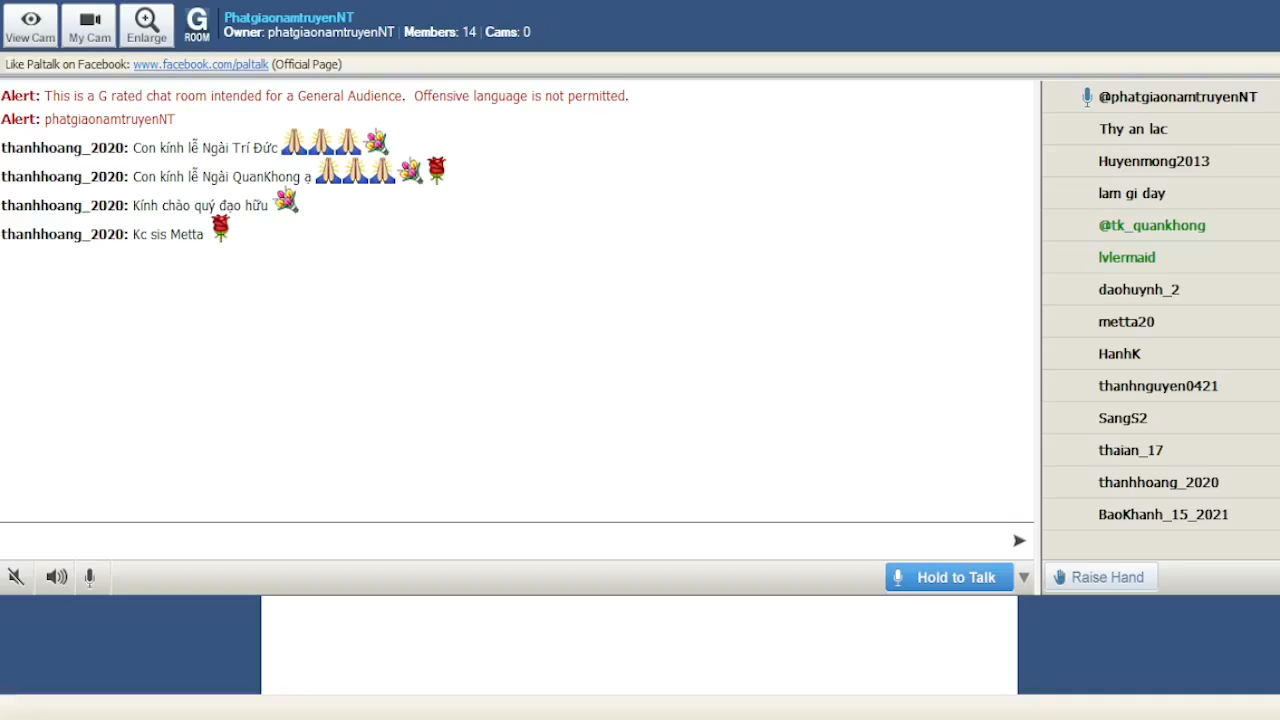 View Cam
My Cam
Enlarge
G
ROOM
PhatgiaonamtruyenNT
Owner: phatgiaonamtruyenNT | Members: 14 | Cams: 0
Like Paltalk on Facebook: www.facebook.com/paltalk (Official Page)
Alert: This is a G rated chat room intended for a General Audience. Offensive language is not permitted.
Alert: phatgiaonamtruyenNT
thanhhoang_2020: Con kính lễ Ngài Trí Đức
thanhhoang_2020: Con kính lễ Ngài QuanKhong ạ
thanhhoang_2020: Kính chào quý đạo hữu
thanhhoang_2020: Kc sis Metta
@phatgiaonamtruyenNT
Thy an lac
Huyenmong2013
lam gi day
@tk_quankhong
lvlermaid
daohuynh_2
metta20
HanhK
thanhnguyen0421
SangS2
thaian_17
thanhhoang_2020
BaoKhanh_15_2021
Hold to Talk
Raise Hand